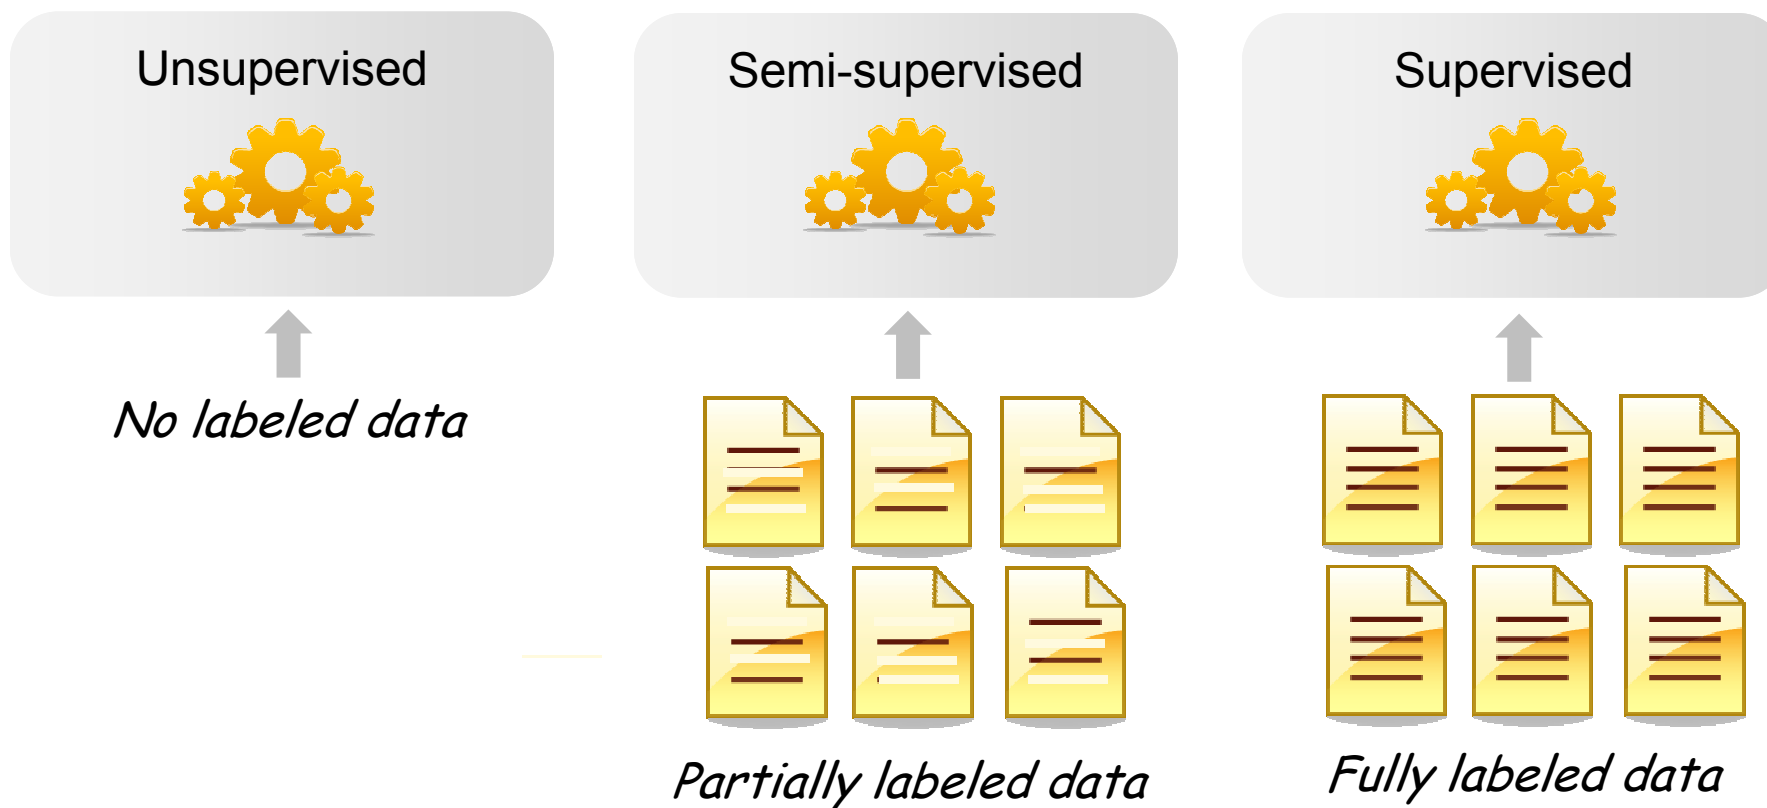 Unsupervised
Semi-supervised
Supervised
No labeled data
Partially labeled data
Fully labeled data